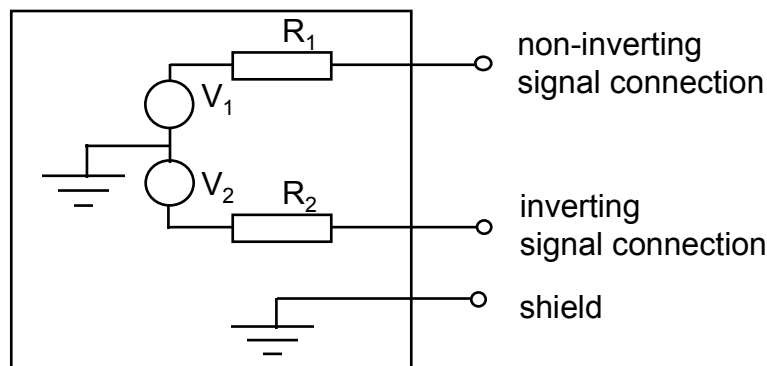 R₁
non-inverting
signal connection
V₁
V₂
R₂
inverting
signal connection
shield